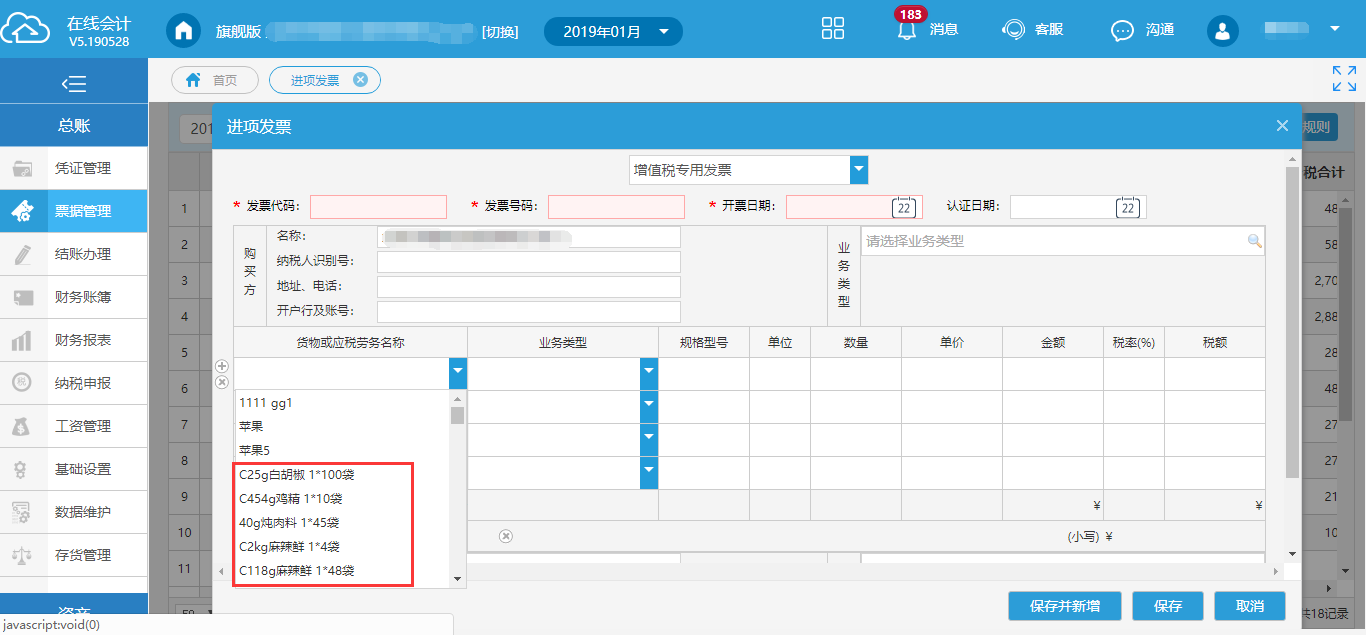 在线会计
V5.190528
旗舰版
[切换]
2019年01月
183
消息
客服
沟通
首页
进项发票
总账
凭证管理
票据管理
结账办理
财务账簿
财务报表
纳税申报
工资管理
基础设置
数据维护
存货管理
资产
javascript:void(0)
201
规则
税合计
1
2
3
4
5
6
7
8
9
10
11
48
58
2,70
2,88
28
48
27
27
21
10
共18记录
进项发票
增值税专用发票
* 发票代码:
* 发票号码:
* 开票日期:
22
认证日期:
22
购买方
名称:
纳税人识别号:
地址、电话:
开户行及账号:
业务类型
请选择业务类型
货物或应税劳务名称
业务类型
规格型号
单位
数量
单价
金额
税率(%)
税额
1111 gg1
苹果
苹果5
C25g白胡椒 1*100袋
C454g鸡精 1*10袋
40g炖肉料 1*45袋
C2kg麻辣鲜 1*4袋
C118g麻辣鲜 1*48袋
¥
¥
(小写) ¥
保存并新增
保存
取消